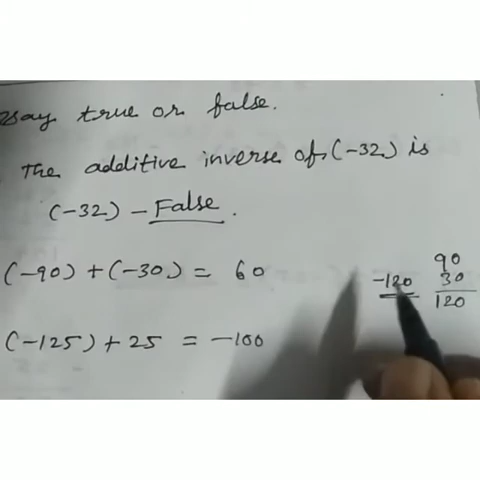 Say true or false.
The additive inverse of (-32) is
(-32) - False.
(-90) + (-30) = 60
90
30
120
-120
(-125) + 25 = -100